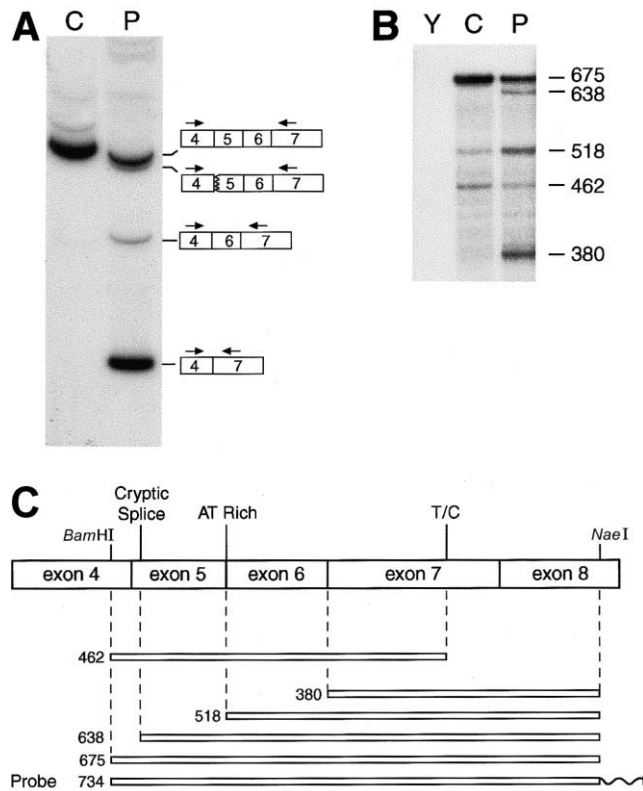 A
C P
4 5 6 7
4 5 6 7
4 6 7
4 7
B
Y C P
675
638
518
462
380
C
Cryptic
Splice
AT Rich
T/C
BamHI
NaeI
exon 4 exon 5 exon 6 exon 7 exon 8
462
380
518
638
675
Probe 734